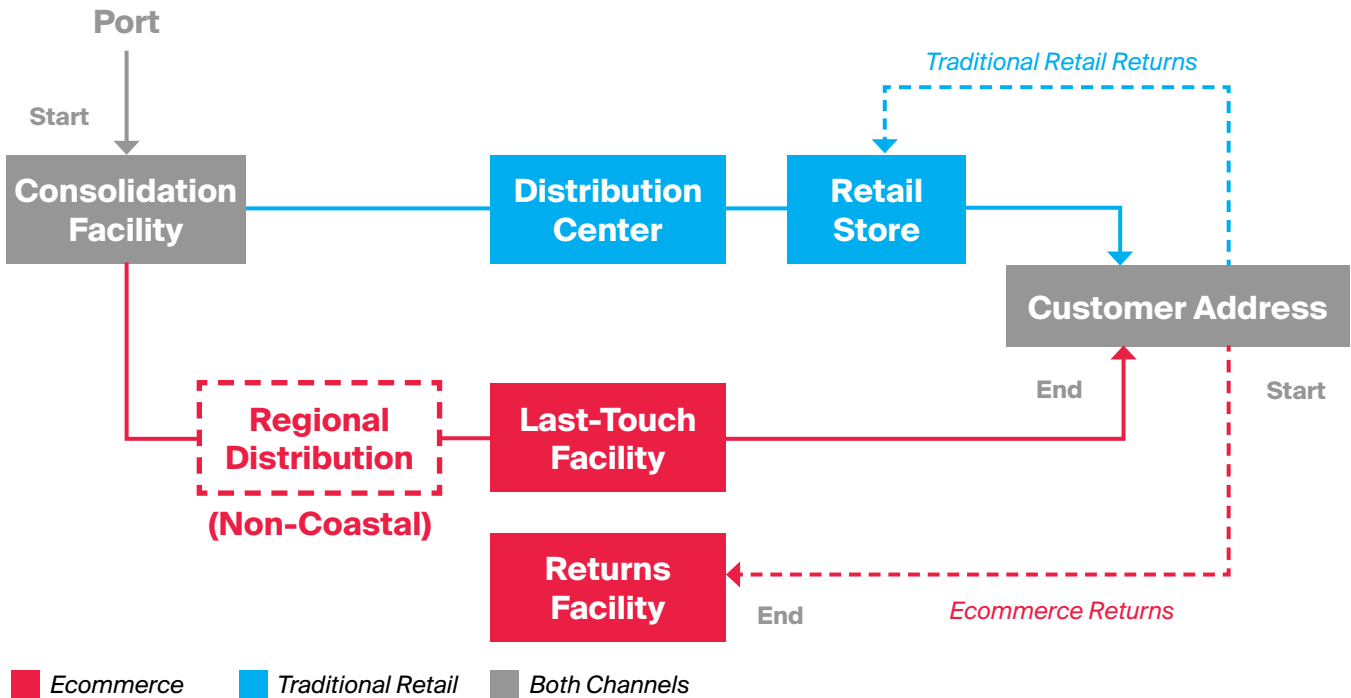 Port
Traditional Retail Returns
Start
Consolidation
Facility
Distribution
Center
Retail
Store
Customer Address
End
Start
Regional
Distribution
(Non-Coastal)
Last-Touch
Facility
Returns
Facility
End
Ecommerce Returns
Ecommerce
Traditional Retail
Both Channels